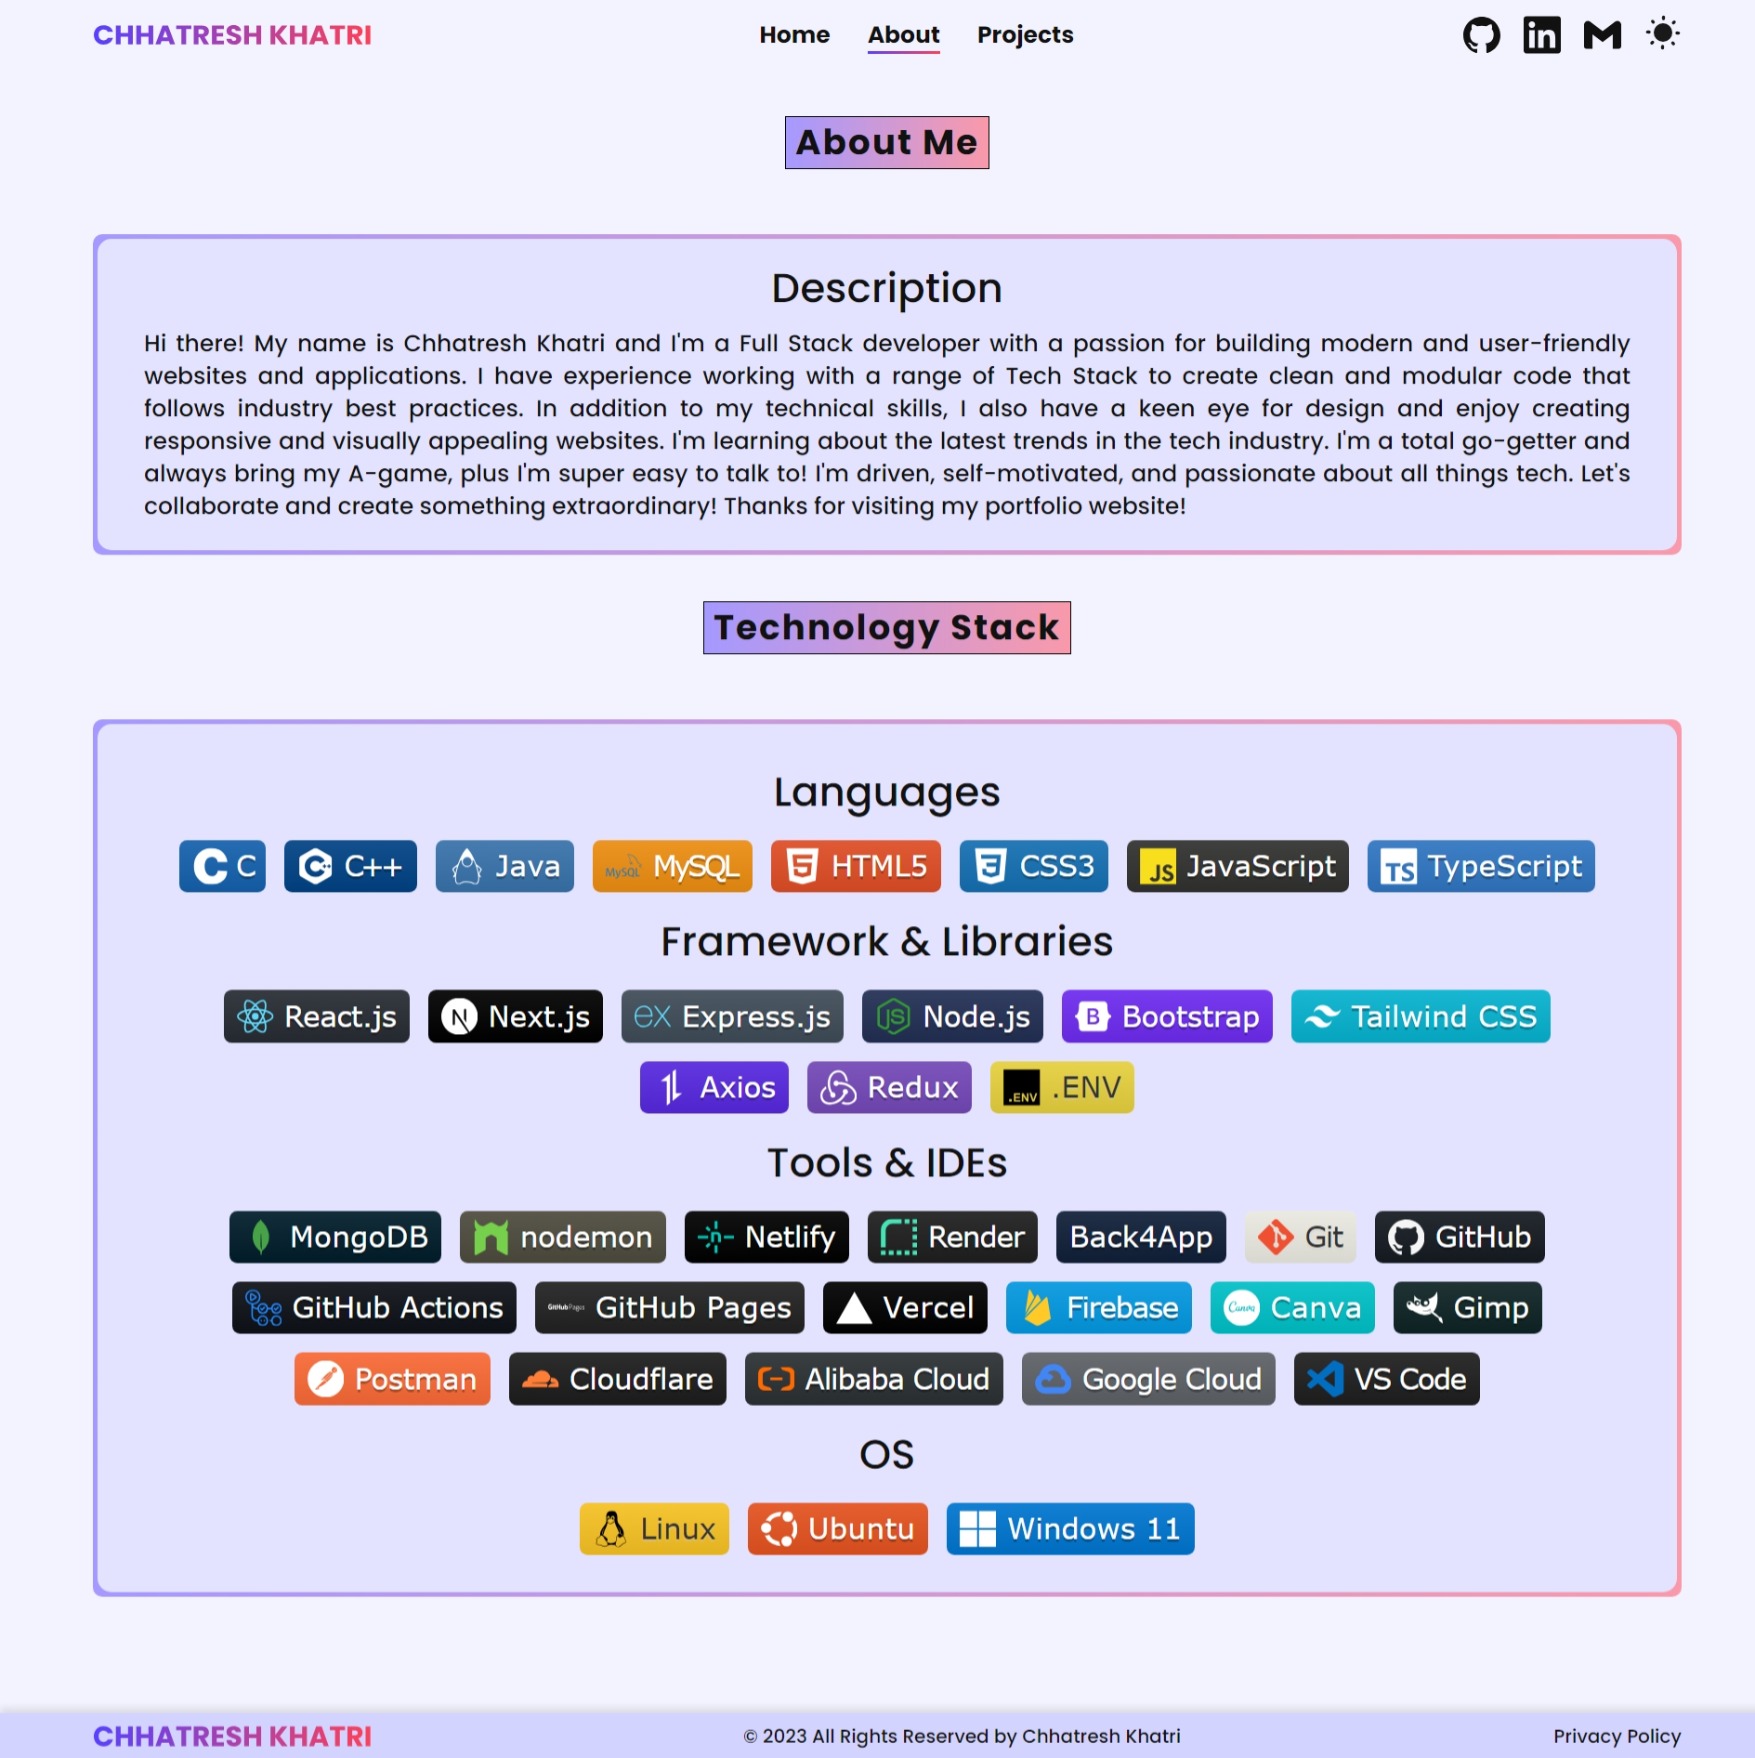 CHHATRESH KHATRI
Home About Projects
About Me
Description
Hi there! My name is Chhatresh Khatri and I'm a Full Stack developer with a passion for building modern and user-friendly
websites and applications. I have experience working with a range of Tech Stack to create clean and modular code that
follows industry best practices. In addition to my technical skills, I also have a keen eye for design and enjoy creating
responsive and visually appealing websites. I'm learning about the latest trends in the tech industry. I'm a total go-getter and
always bring my A-game, plus I'm super easy to talk to! I'm driven, self-motivated, and passionate about all things tech. Let's
collaborate and create something extraordinary! Thanks for visiting my portfolio website!
Technology Stack
Languages
C C C C++ Java MySQL MySQL 5 HTML5 3 CSS3 JS JavaScript TS TypeScript
Framework & Libraries
React.js N Next.js ex Express.js JS Node.js B Bootstrap Tailwind CSS
Axios Redux .ENV .ENV
Tools & IDEs
MongoDB nodemon n Netlify Render Back4App Git GitHub
GitHub Actions GitHub Pages GitHub Pages Vercel Firebase Canva Canva Gimp
Postman Cloudflare Alibaba Cloud Google Cloud VS Code
OS
Linux Ubuntu Windows 11
CHHATRESH KHATRI © 2023 All Rights Reserved by Chhatresh Khatri Privacy Policy